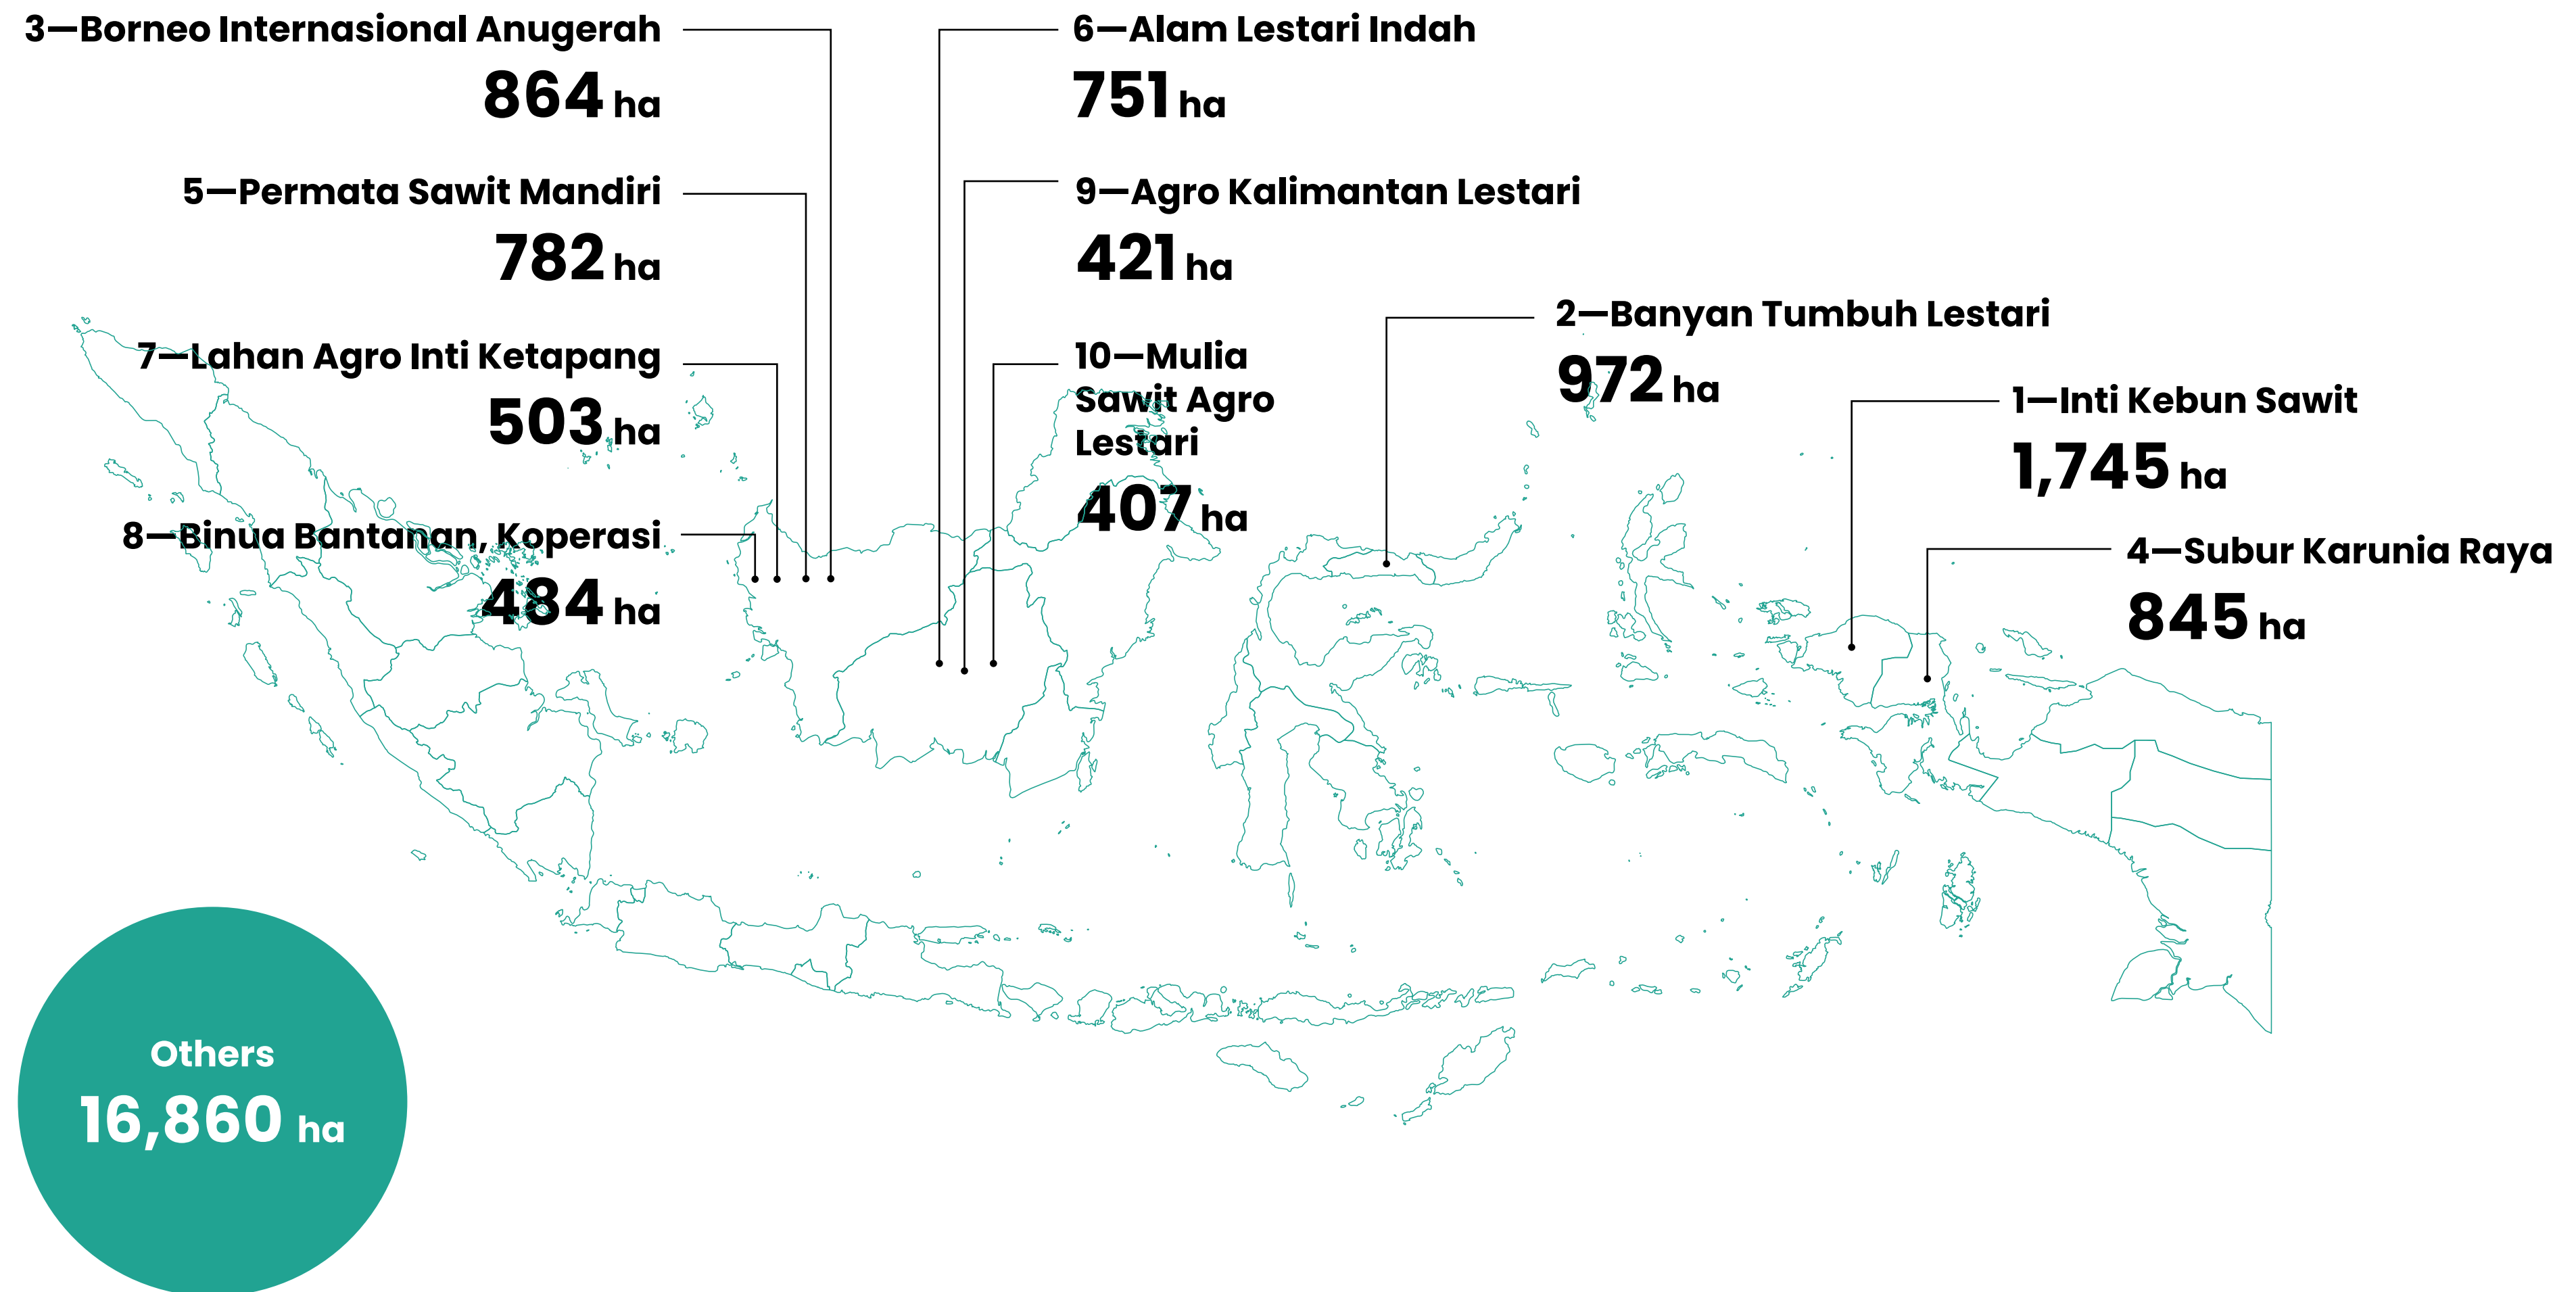 3—Borneo Internasional Anugerah
864 ha
5—Permata Sawit Mandiri
782 ha
7—Lahan Agro Inti Ketapang
503 ha
8—Binua Bantanan, Koperasi
484 ha
6—Alam Lestari Indah
751 ha
9—Agro Kalimantan Lestari
421 ha
10—Mulia
Sawit Agro
Lestari
407 ha
2—Banyan Tumbuh Lestari
972 ha
1—Inti Kebun Sawit
1,745 ha
4—Subur Karunia Raya
845 ha
Others
16,860 ha